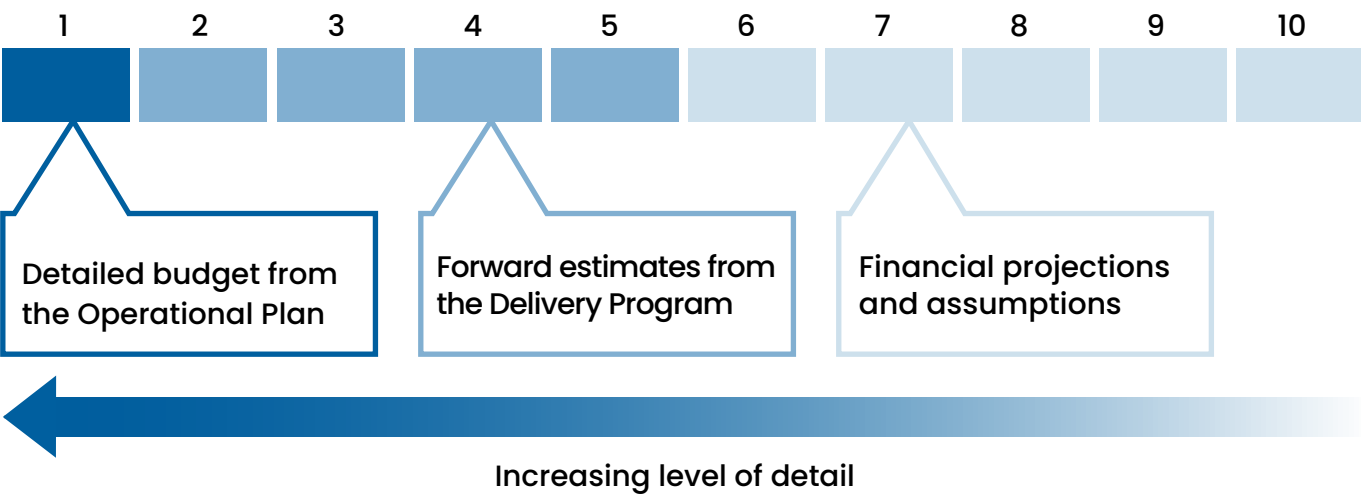 1 2 3 4 5 6 7 8 9 10
Detailed budget from
the Operational Plan
Forward estimates from
the Delivery Program
Financial projections
and assumptions
Increasing level of detail